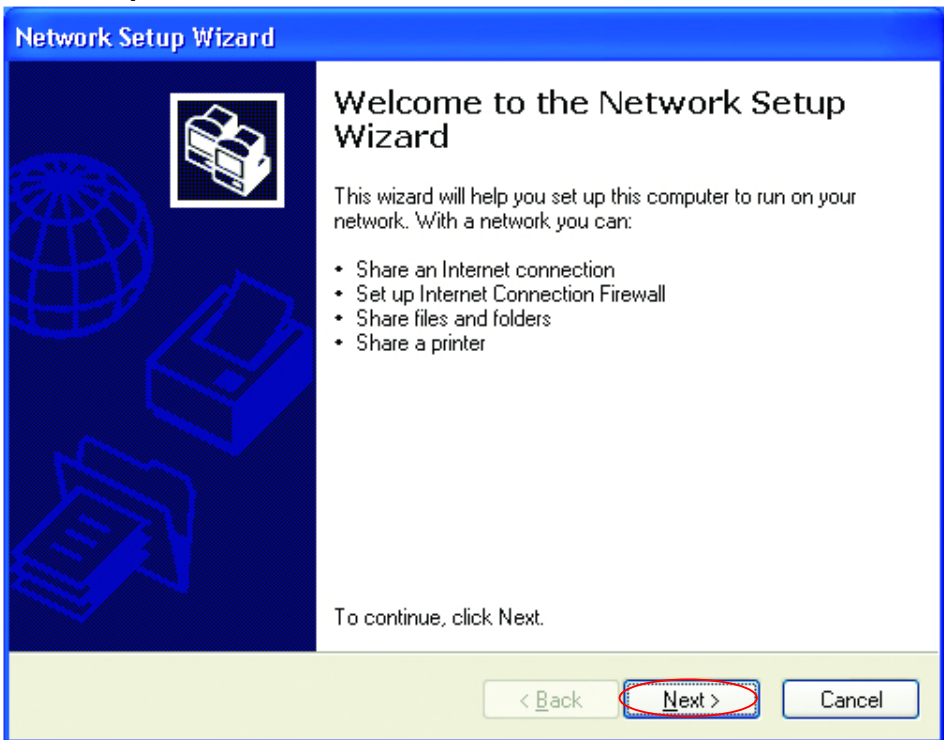 Network Setup Wizard
Welcome to the Network Setup
Wizard
This wizard will help you set up this computer to run on your
network. With a network you can:
• Share an Internet connection
• Set up Internet Connection Firewall
• Share files and folders
• Share a printer
To continue, click Next.
< Back Next > Cancel